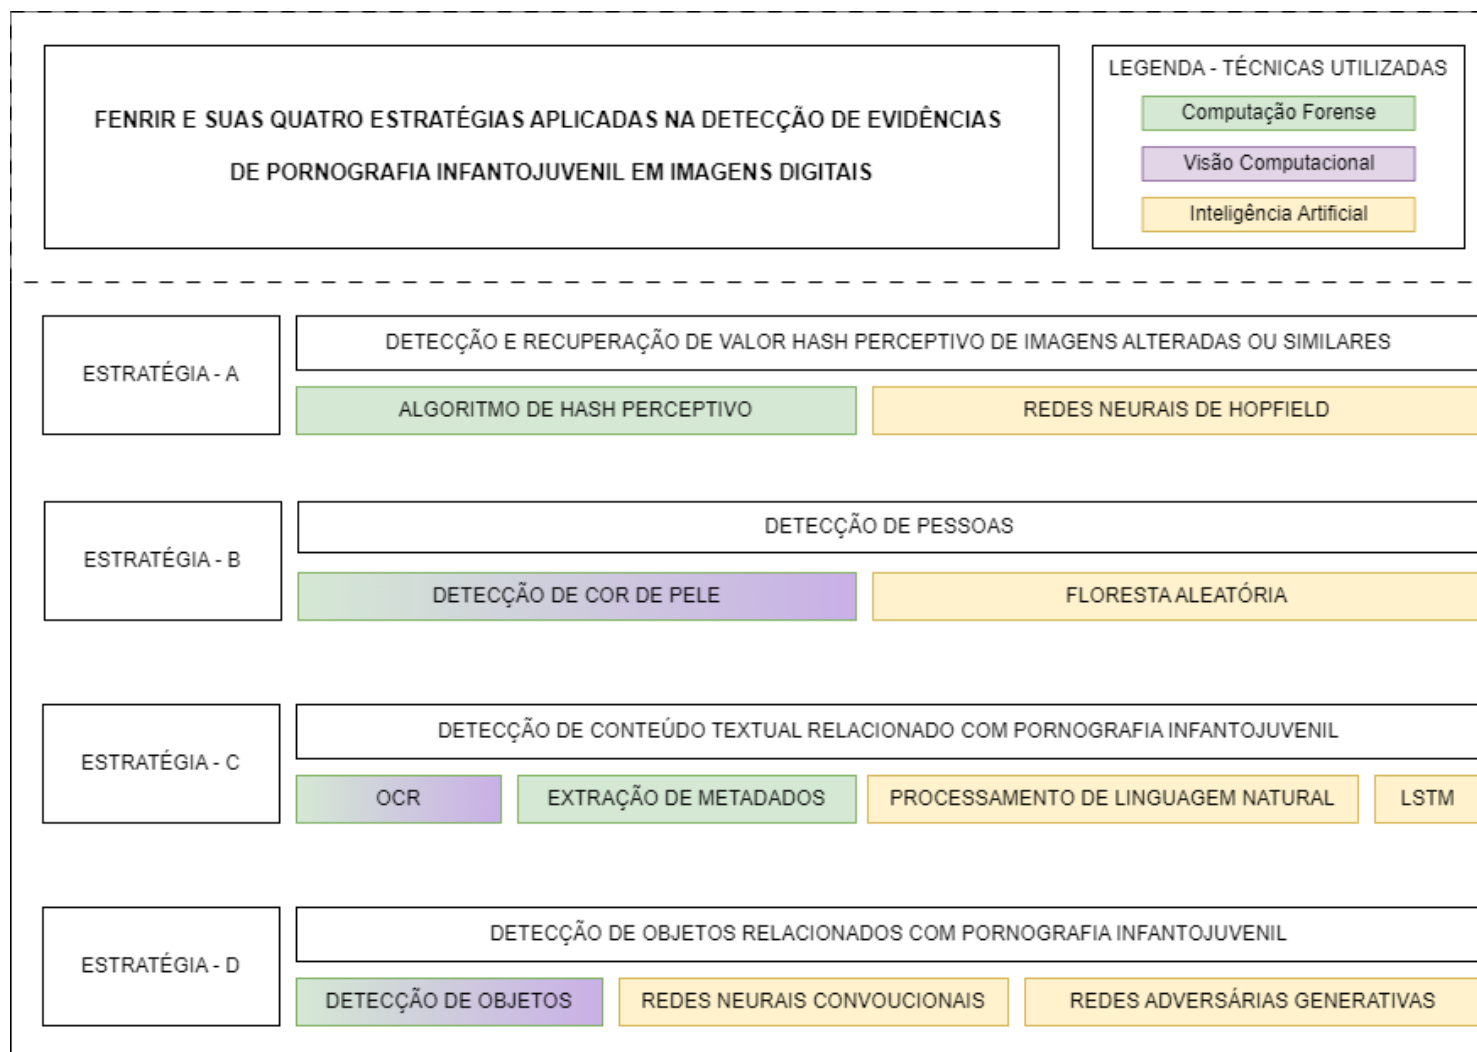 FENRIR E SUAS QUATRO ESTRATÉGIAS APLICADAS NA DETECÇÃO DE EVIDÊNCIAS
DE PORNOGRAFIA INFANTOJUVENIL EM IMAGENS DIGITAIS
LEGENDA - TÉCNICAS UTILIZADAS
Computação Forense
Visão Computacional
Inteligência Artificial
ESTRATÉGIA - A
DETECÇÃO E RECUPERAÇÃO DE VALOR HASH PERCEPTIVO DE IMAGENS ALTERADAS OU SIMILARES
ALGORITMO DE HASH PERCEPTIVO
REDES NEURAIS DE HOPFIELD
ESTRATÉGIA - B
DETECÇÃO DE PESSOAS
DETECÇÃO DE COR DE PELE
FLORESTA ALEATÓRIA
ESTRATÉGIA - C
DETECÇÃO DE CONTEÚDO TEXTUAL RELACIONADO COM PORNOGRAFIA INFANTOJUVENIL
OCR
EXTRAÇÃO DE METADADOS
PROCESSAMENTO DE LINGUAGEM NATURAL
LSTM
ESTRATÉGIA - D
DETECÇÃO DE OBJETOS RELACIONADOS COM PORNOGRAFIA INFANTOJUVENIL
DETECÇÃO DE OBJETOS
REDES NEURAIS CONVOUCIONAIS
REDES ADVERSÁRIAS GENERATIVAS